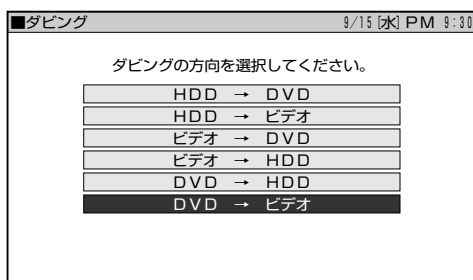 ■ダビング 9/15[水]PM 9:30
ダビングの方向を選択してください。
HDD → DVD
HDD → ビデオ
ビデオ → DVD
ビデオ → HDD
DVD → HDD
DVD → ビデオ